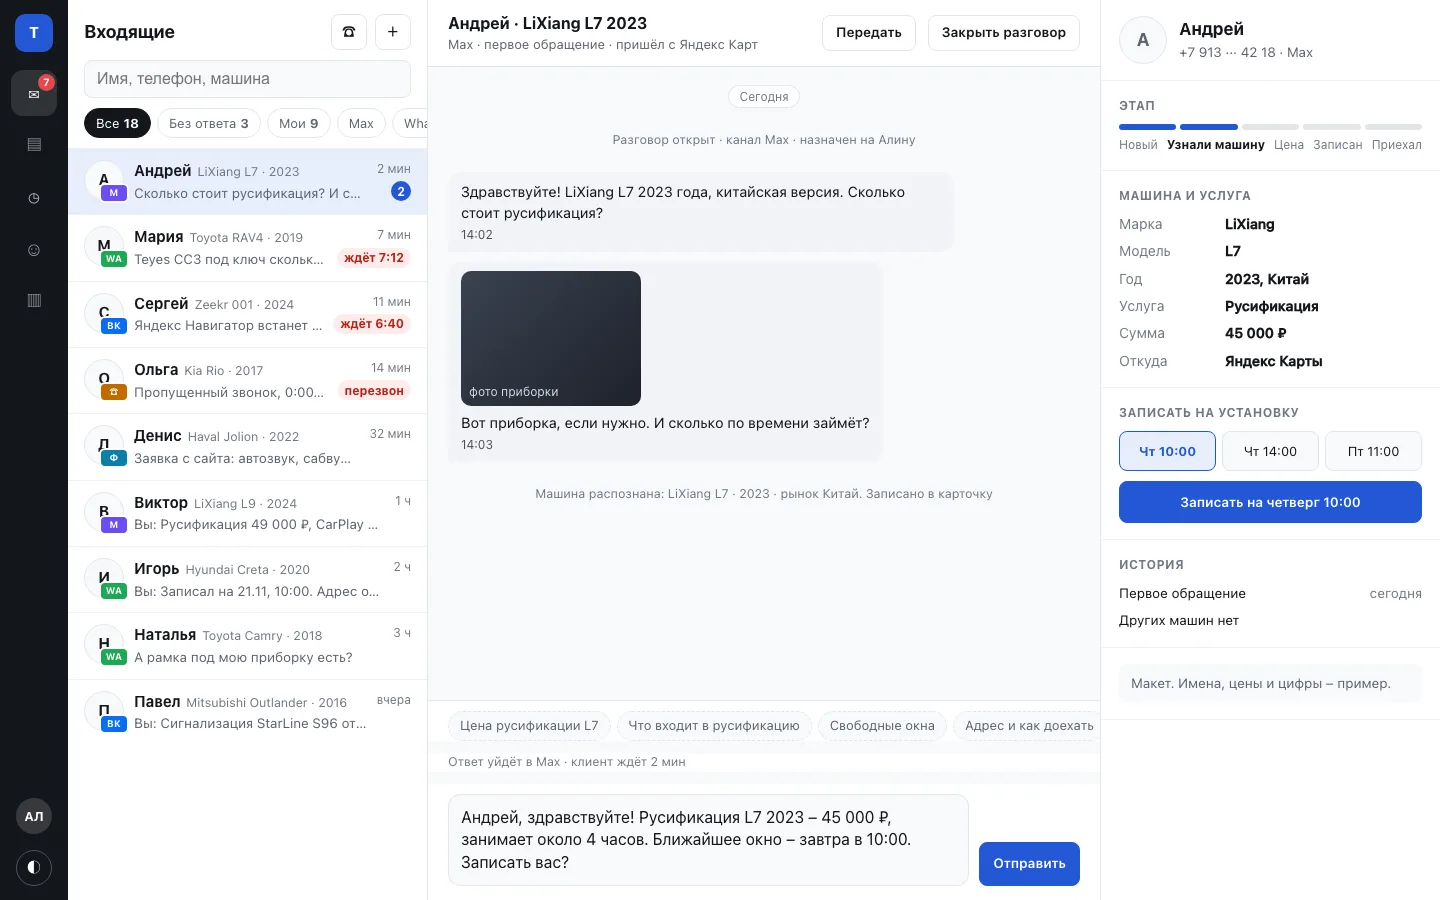 T
7
АЛ
Входящие
Имя, телефон, машина
Все 18
Без ответа 3
Мои 9
Max
Wha
А
M
Андрей LiXiang L7 · 2023
2 мин
Сколько стоит русификация? И с...
2
М
WA
Мария Toyota RAV4 · 2019
7 мин
Teyes CC3 под ключ скольк...
ждёт 7:12
С
ВК
Сергей Zeekr 001 · 2024
11 мин
Яндекс Навигатор встанет ...
ждёт 6:40
О
Ольга Kia Rio · 2017
14 мин
Пропущенный звонок, 0:00...
перезвон
Д
Ф
Денис Haval Jolion · 2022
32 мин
Заявка с сайта: автозвук, сабву...
В
M
Виктор LiXiang L9 · 2024
1 ч
Вы: Русификация 49 000 ₽, CarPlay ...
И
WA
Игорь Hyundai Creta · 2020
2 ч
Вы: Записал на 21.11, 10:00. Адрес о...
Н
WA
Наталья Toyota Camry · 2018
3 ч
А рамка под мою приборку есть?
П
ВК
Павел Mitsubishi Outlander · 2016
вчера
Вы: Сигнализация StarLine S96 от...
Андрей · LiXiang L7 2023
Max · первое обращение · пришёл с Яндекс Карт
Передать
Закрыть разговор
Сегодня
Разговор открыт · канал Max · назначен на Алину
Здравствуйте! LiXiang L7 2023 года, китайская версия. Сколько
стоит русификация?
14:02
фото приборки
Вот приборка, если нужно. И сколько по времени займёт?
14:03
Машина распознана: LiXiang L7 · 2023 · рынок Китай. Записано в карточку
Цена русификации L7
Что входит в русификацию
Свободные окна
Адрес и как доехать
Ответ уйдёт в Max · клиент ждёт 2 мин
Андрей, здравствуйте! Русификация L7 2023 – 45 000 ₽,
занимает около 4 часов. Ближайшее окно – завтра в 10:00.
Записать вас?
Отправить
А
Андрей
+7 913 ··· 42 18 · Max
ЭТАП
Новый
Узнали машину
Цена
Записан
Приехал
МАШИНА И УСЛУГА
Марка LiXiang
Модель L7
Год 2023, Китай
Услуга Русификация
Сумма 45 000 ₽
Откуда Яндекс Карты
ЗАПИСАТЬ НА УСТАНОВКУ
Чт 10:00
Чт 14:00
Пт 11:00
Записать на четверг 10:00
ИСТОРИЯ
Первое обращение сегодня
Других машин нет
Макет. Имена, цены и цифры – пример.